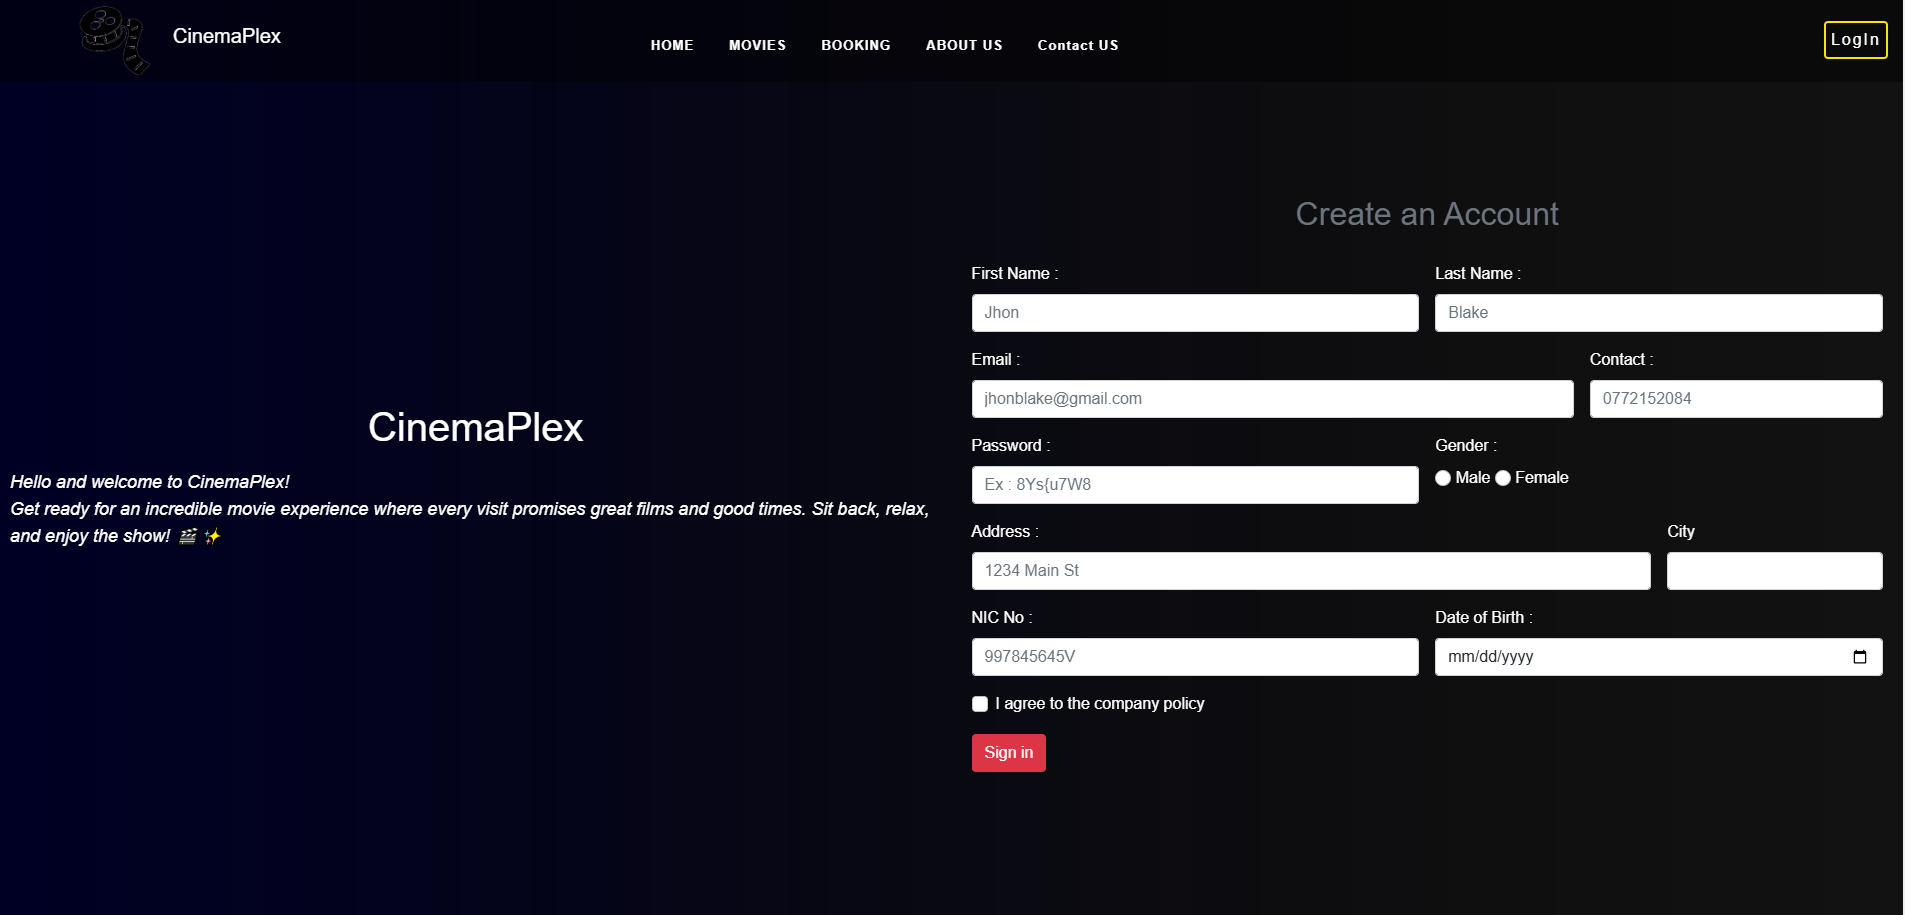 CinemaPlex
HOME MOVIES BOOKING ABOUT US Contact US
LogIn
CinemaPlex
Hello and welcome to CinemaPlex!
Get ready for an incredible movie experience where every visit promises great films and good times. Sit back, relax,
and enjoy the show! 🎬 ✨
Create an Account
First Name : Last Name :
Jhon Blake
Email : Contact :
jhonblake@gmail.com 0772152084
Password : Gender :
Ex : 8Ys{u7W8 Male Female
Address : City
1234 Main St
NIC No : Date of Birth :
997845645V mm/dd/yyyy
I agree to the company policy
Sign in